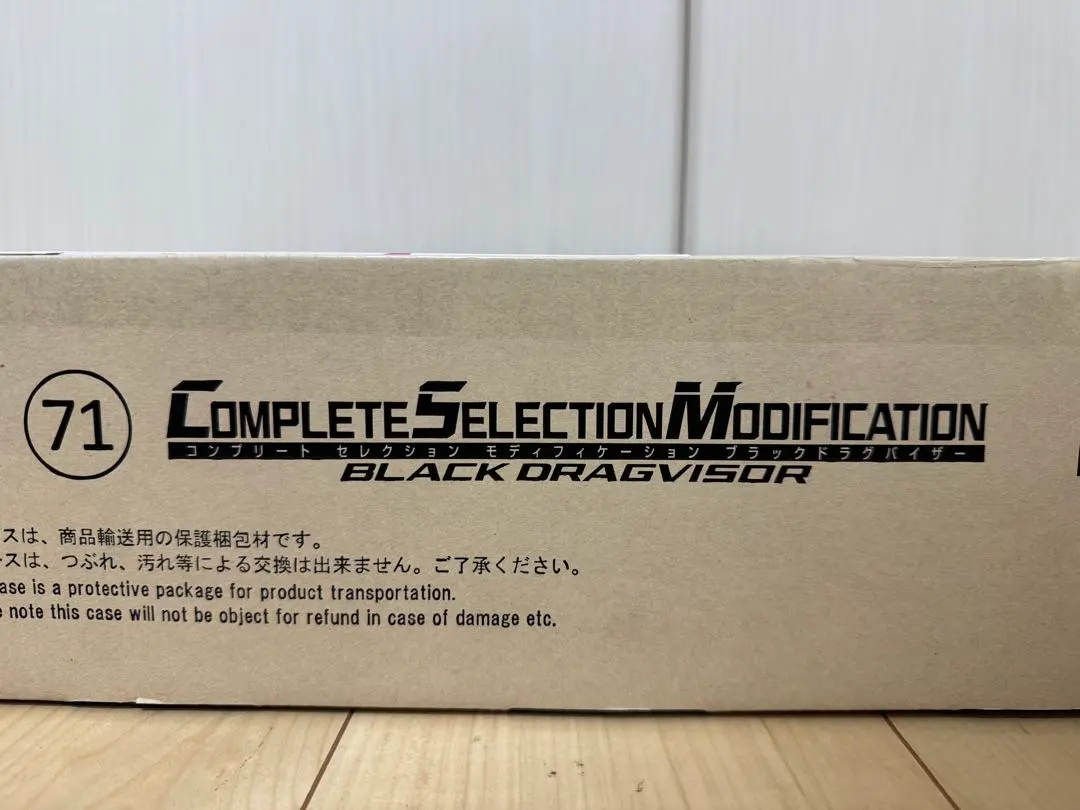 71
COMPLETE SELECTION MODIFICATION
コンプリート セレクション モディフィケーション ブラックドラグバイザー
BLACK DRAGVISOR
スは、商品輸送用の保護梱包材です。
ースは、つぶれ、汚れ等による交換は出来ません。ご了承ください。
ase is a protective package for product transportation.
e note this case will not be object for refund in case of damage etc.